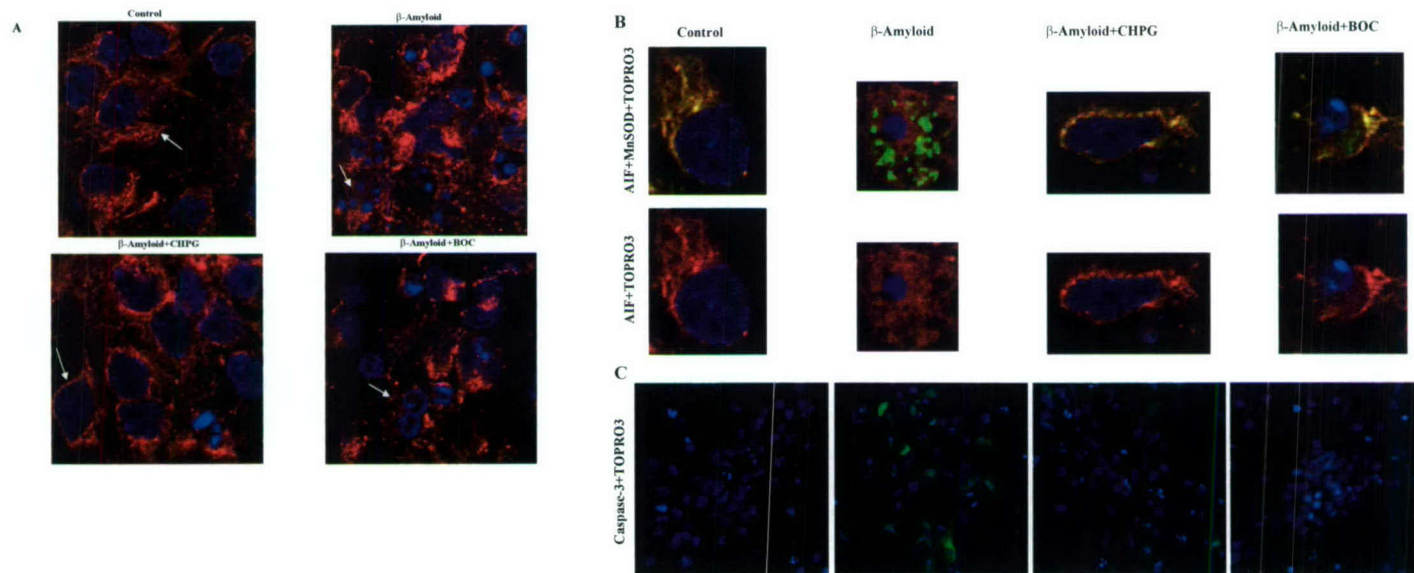 A
Control
β-Amyloid
β-Amyloid+CHPG
β-Amyloid+BOC
B
Control
β-Amyloid
β-Amyloid+CHPG
β-Amyloid+BOC
AIF+MnSOD+TOPRO3
AIF+TOPRO3
C
Caspase-3+TOPRO3